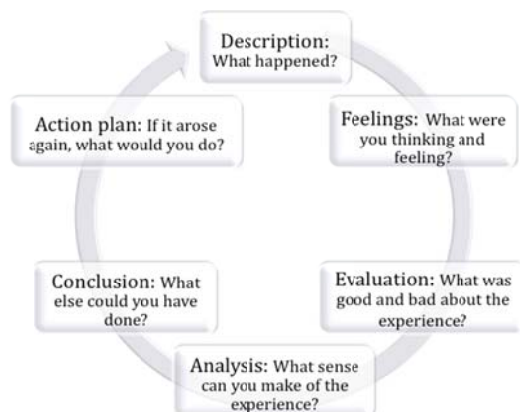 Description:
What happened?
Feelings: What were
you thinking and
feeling?
Evaluation: What was
good and bad about the
experience?
Analysis: What sense
can you make of the
experience?
Conclusion: What
else could you have
done?
Action plan: If it arose
again, what would you do?